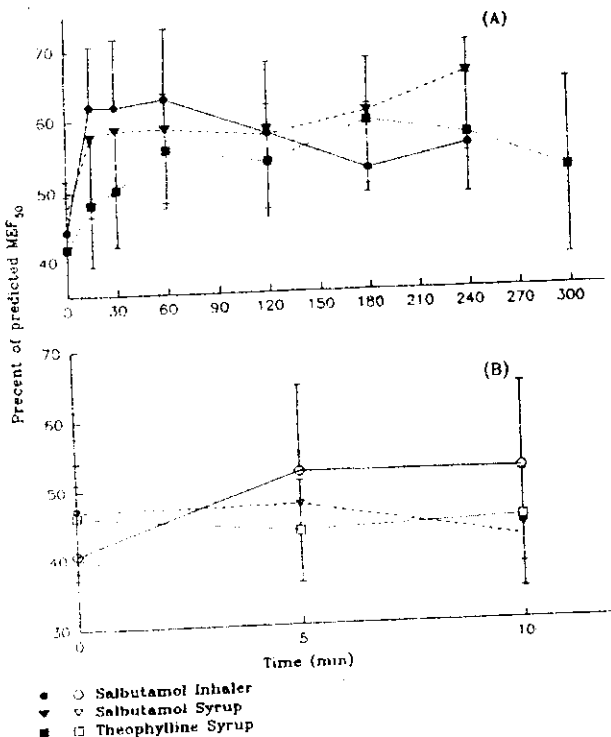 (A)
70
60
50
40
0 30 60 90 120 150 180 210 240 270 300
Precent of predicted MEF50
(B)
70
60
50
40
30
0 5 10
Time (min)
Salbutamol Inhaler
Salbutamol Syrup
Theophylline Syrup